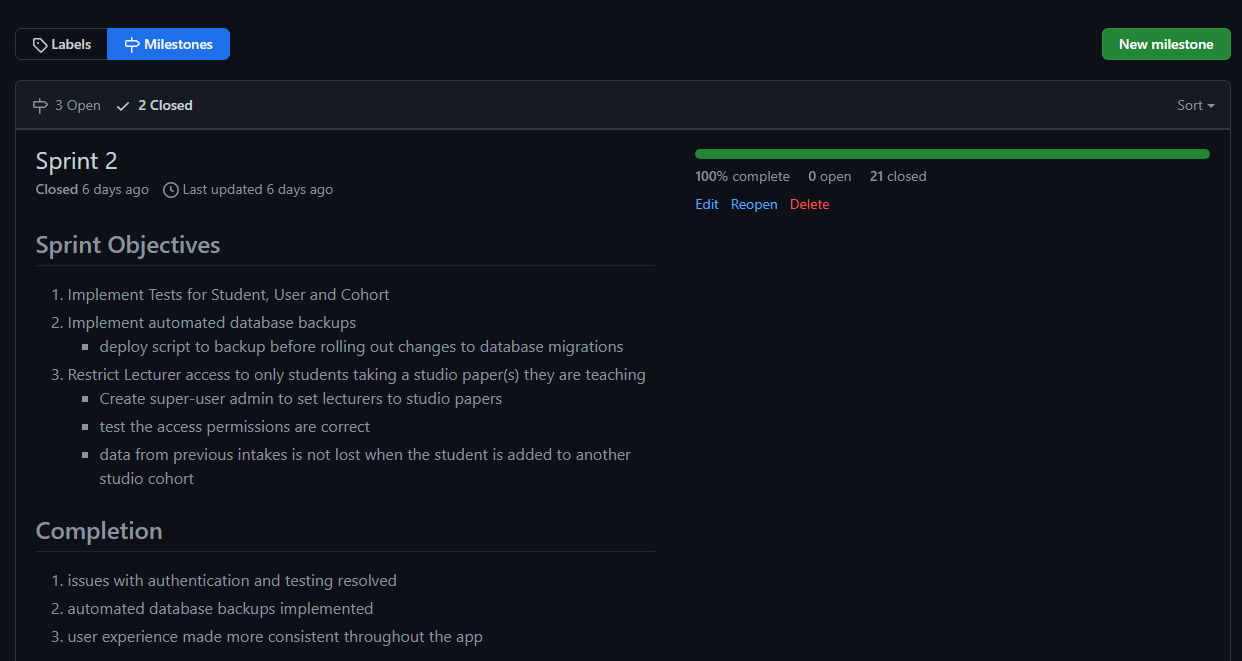 Labels Milestones New milestone
3 Open 2 Closed Sort
Sprint 2
Closed 6 days ago Last updated 6 days ago
100% complete 0 open 21 closed
Edit Reopen Delete
Sprint Objectives
1. Implement Tests for Student, User and Cohort
2. Implement automated database backups
deploy script to backup before rolling out changes to database migrations
3. Restrict Lecturer access to only students taking a studio paper(s) they are teaching
Create super-user admin to set lecturers to studio papers
test the access permissions are correct
data from previous intakes is not lost when the student is added to another
studio cohort
Completion
1. issues with authentication and testing resolved
2. automated database backups implemented
3. user experience made more consistent throughout the app